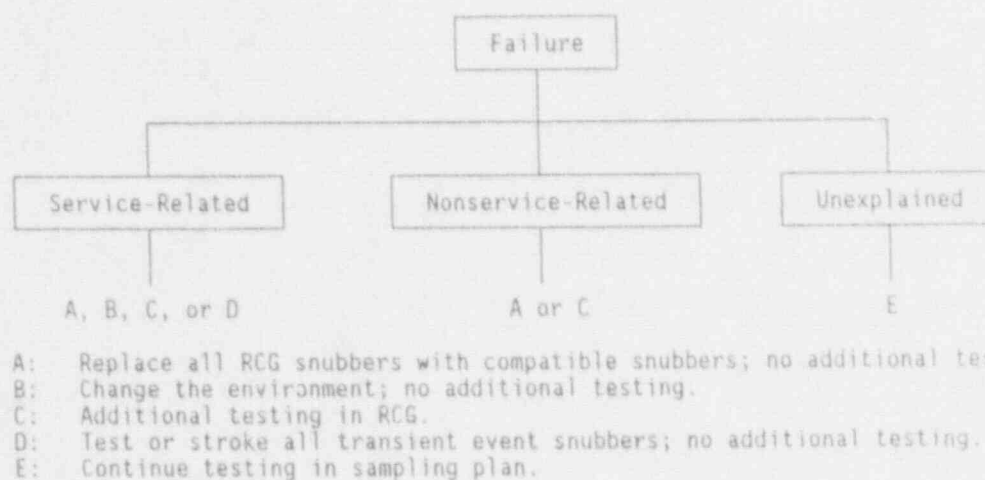 Failure
Service-Related
Nonservice-Related
Unexplained
A, B, C, or D
A or C
E
A: Replace all RCG snubbers with compatible snubbers; no additional
B: Change the environment; no additional testing.
C: Additional testing in RCG.
D: Test or stroke all transient event snubbers; no additional testing.
E: Continue testing in sampling plan.